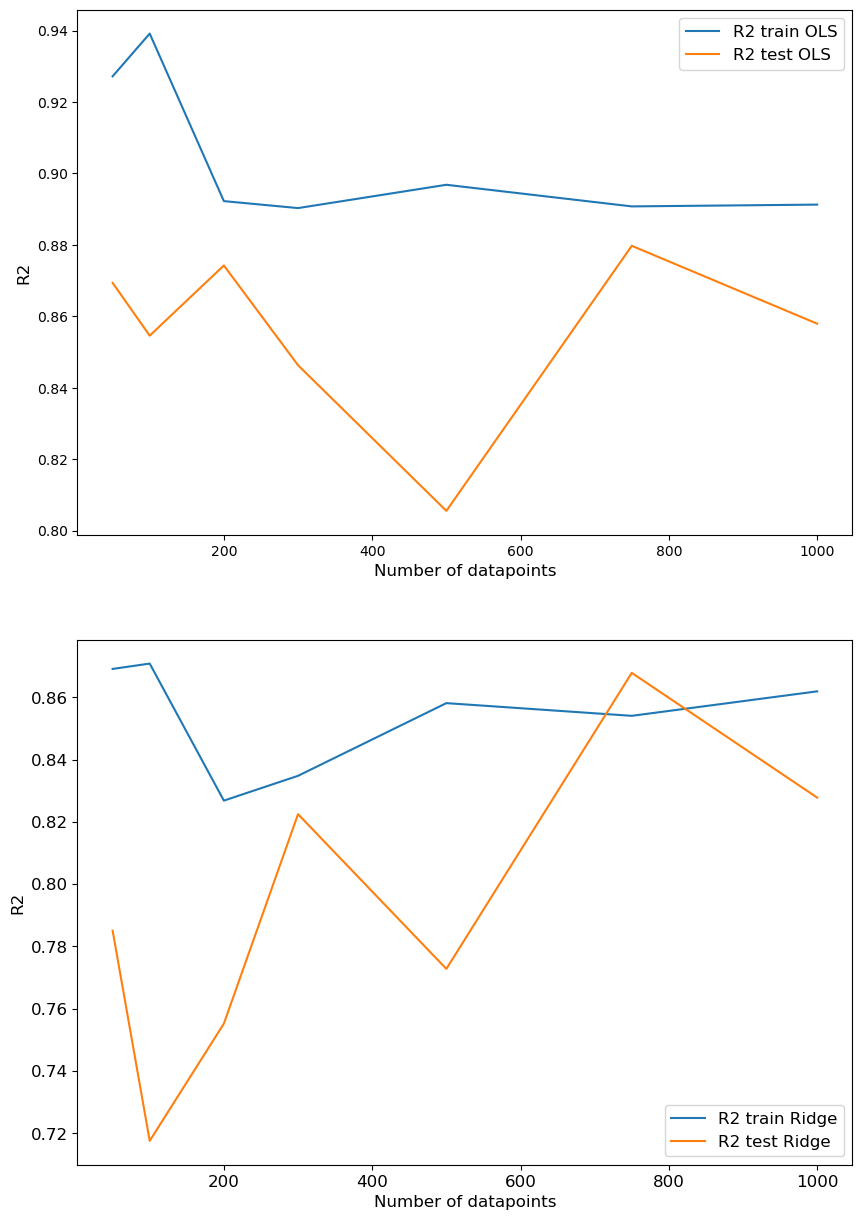 0.94
0.92
0.90
0.88
0.86
0.84
0.82
0.80
R2
R2 train OLS
R2 test OLS
200 400 600 800 1000
Number of datapoints
0.86
0.84
0.82
0.80
0.78
0.76
0.74
0.72
R2
R2 train Ridge
R2 test Ridge
200 400 600 800 1000
Number of datapoints